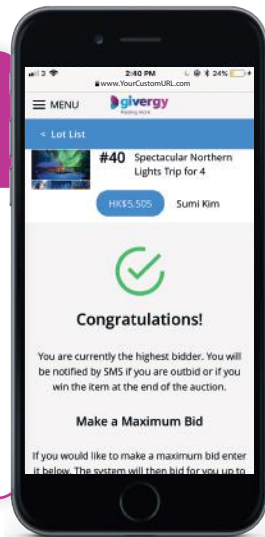 3 2:40 PM 24%
www.YourCustomURL.com
MENU givergy
Raising More.
< Lot List
#40 Spectacular Northern
Lights Trip for 4
HK$5,505 Sumi Kim
Congratulations!
You are currently the highest bidder. You will
be notified by SMS if you are outbid or if you
win the item at the end of the auction.
Make a Maximum Bid
If you would like to make a maximum bid enter
it below. The system will then bid for you up to